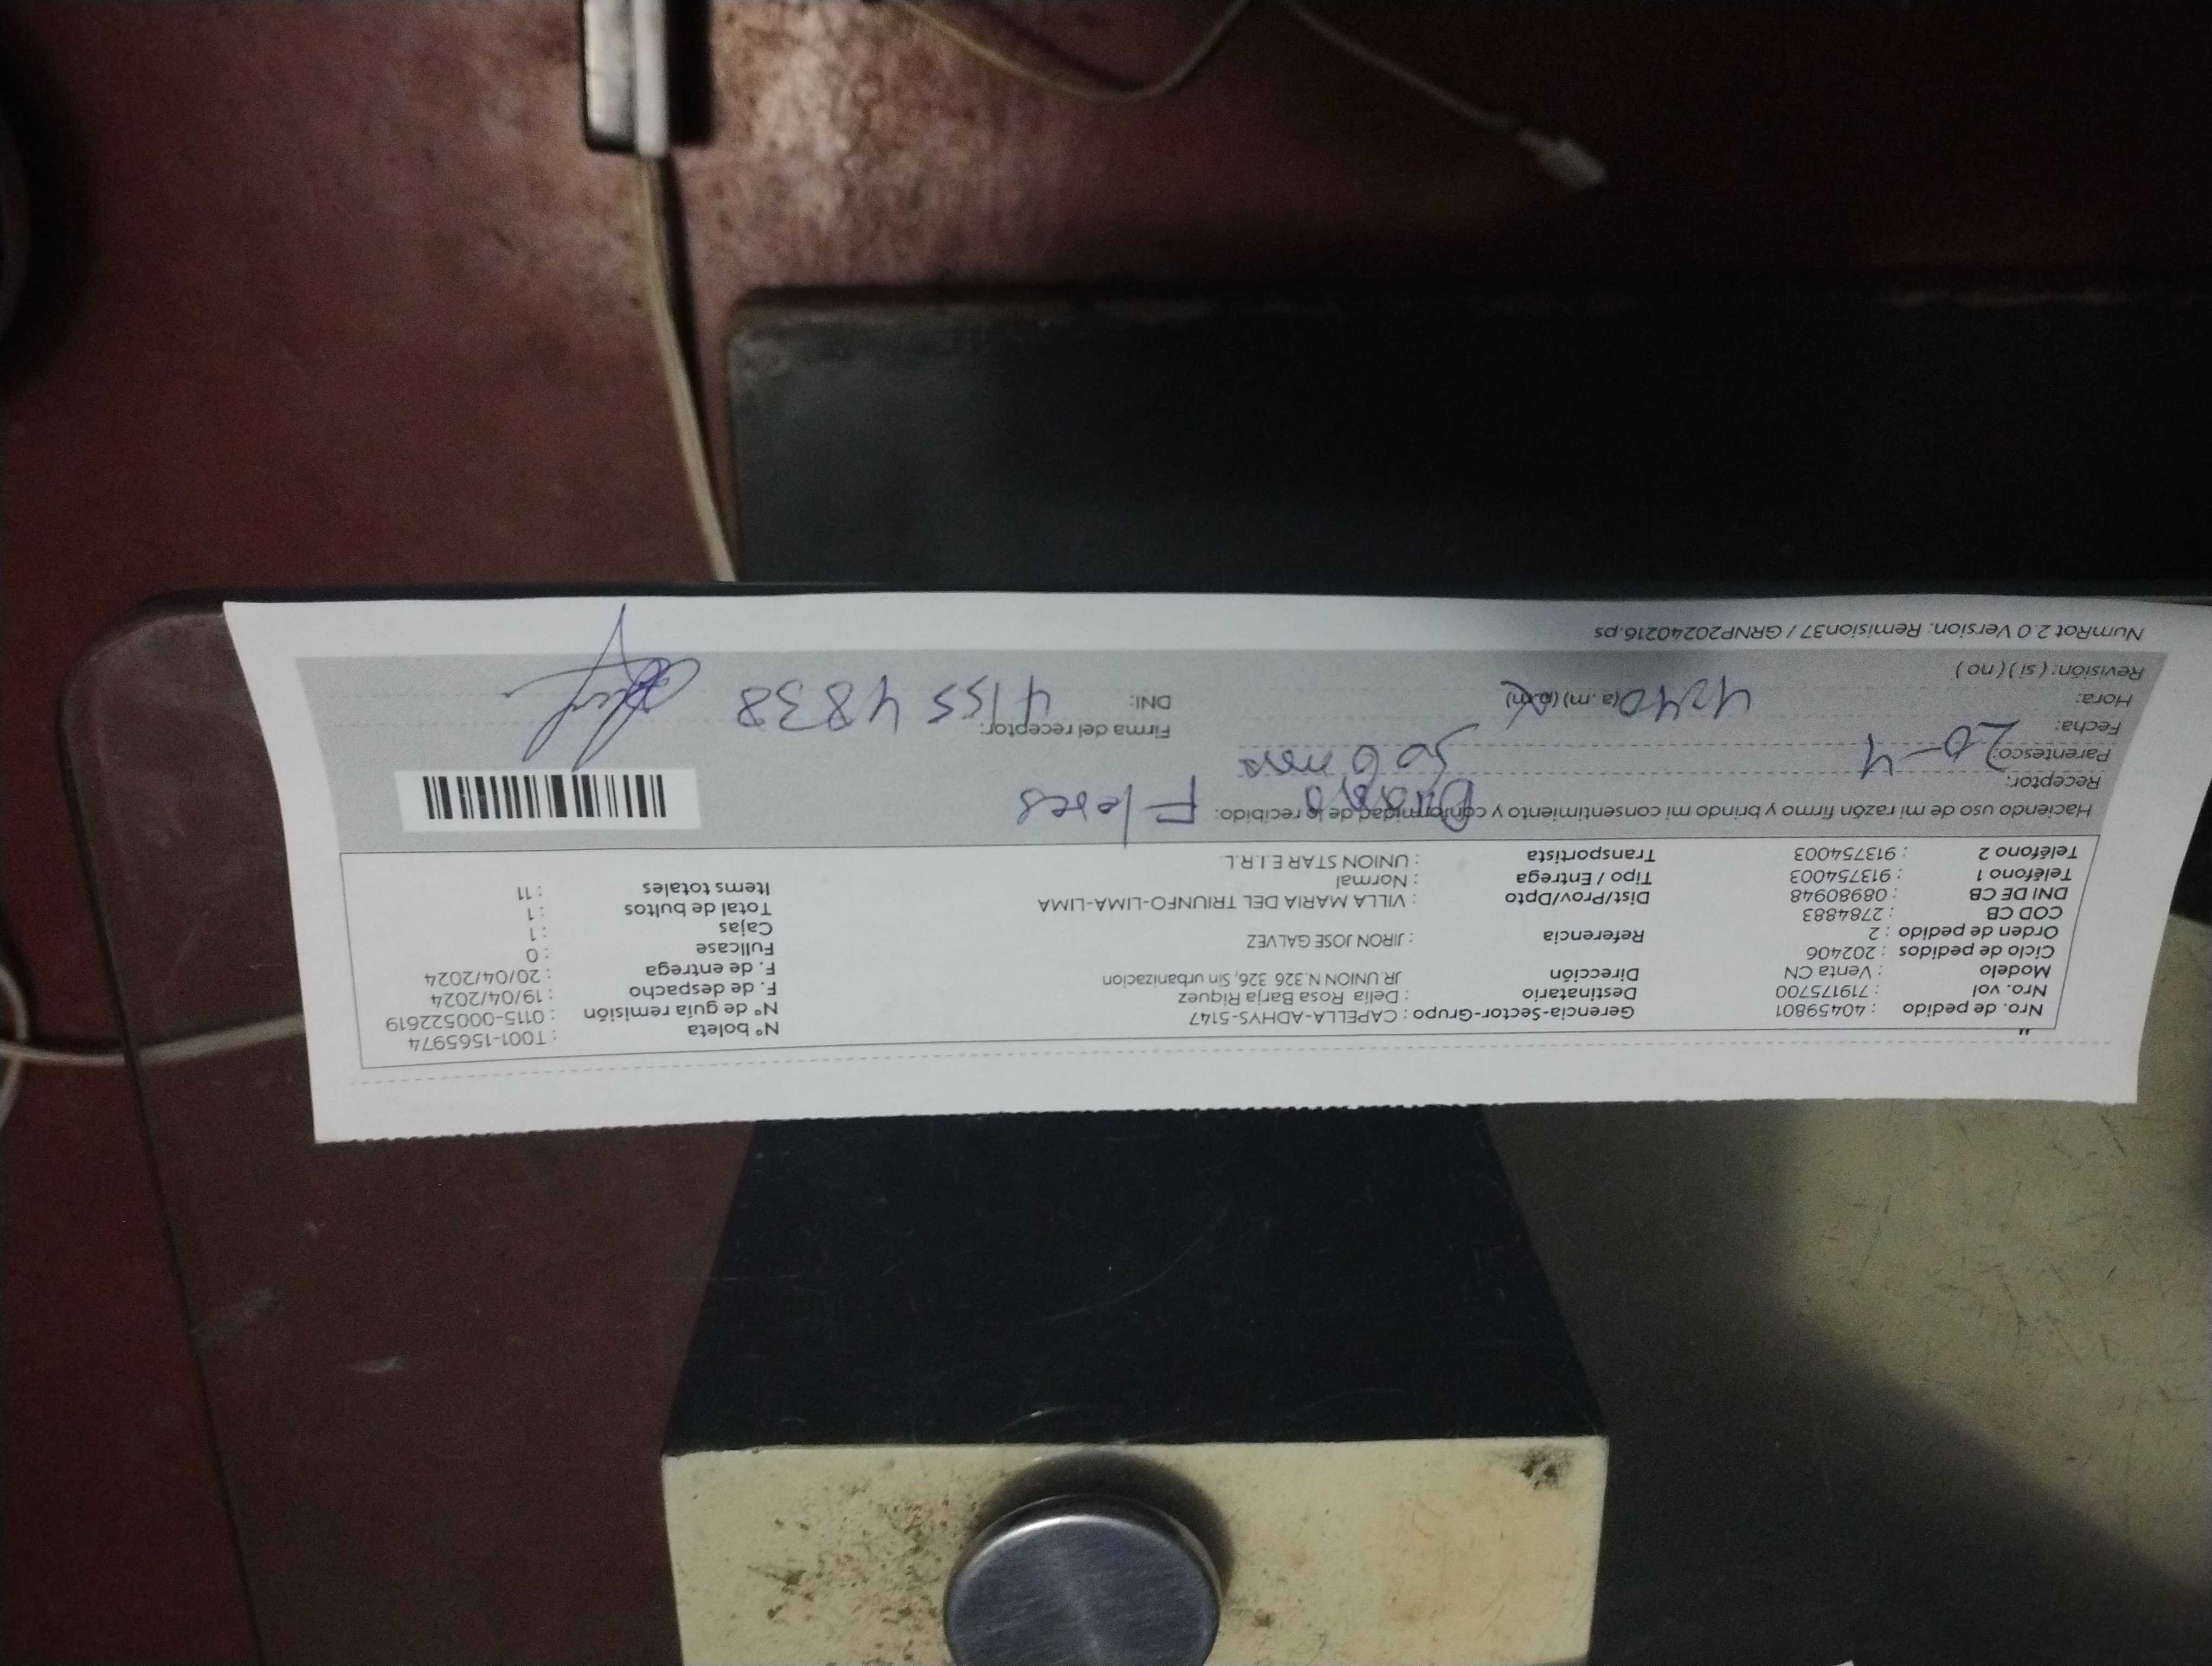 Nro. de pedido : 40459801
Nro. vol : 719175700
Modelo : Venta CN
Ciclo de pedidos : 202406
Orden de pedido : 2
COD CB : 2784883
DNI DE CB : 08980948
Teléfono 1 : 913754003
Teléfono 2 : 913754003
Gerencia-Sector-Grupo : CAPELLA-ADHYS-5147
Destinatario : Delia Rosa Barja Riquez
Dirección JR.UNION N.326 326, Sin urbanizacion
Referencia : JIRON JOSE GALVEZ
Dist/Prov/Dpto : VILLA MARIA DEL TRIUNFO-LIMA-LIMA
Tipo / Entrega : Normal
Transportista : UNION STAR E.I.R.L.
N° boleta : T001-1565974
N° de guía remisión : 0115-000522619
F. de despacho : 19/04/2024
F. de entrega : 20/04/2024
Fullcase : 0
Cajas : 1
Total de bultos : 1
Items totales : 11
Haciendo uso de mi razón firmo y brindo mi consentimiento y conformidad de lo recibido:
Receptor: Flores
Parentesco:
Fecha: 20-4
Hora: 4240 (a. m) (p.m)
Revisión: ( si ) ( no )
Firma del receptor:
DNI: 41554838
NumRot 2.0 Version: Remision37 / GRNP20240216.ps